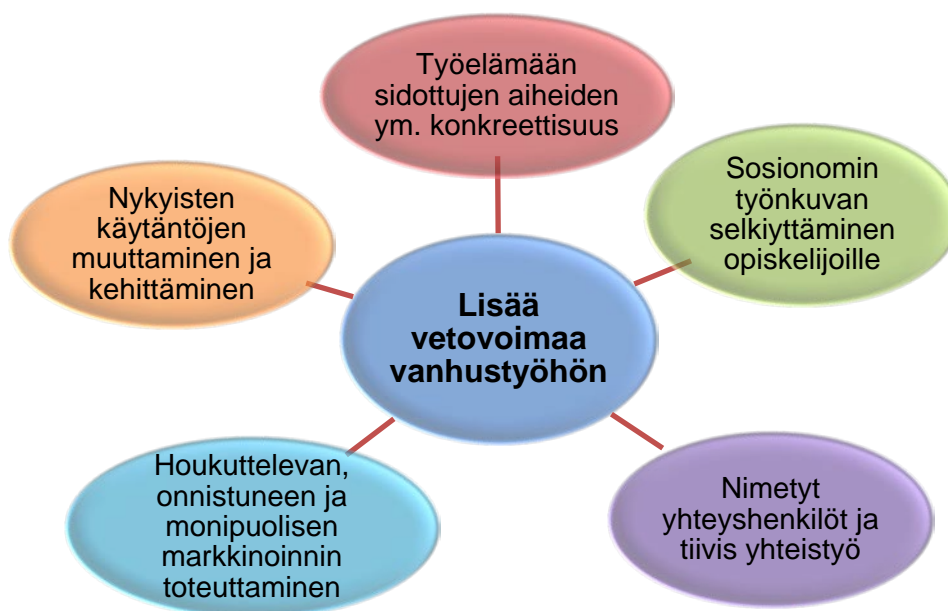 Työelämään
sidottujen aiheiden
ym. konkreettisuus
Sosionomin
työnkuvan
selkiyttäminen
opiskelijoille
Nykyisten
käytäntöjen
muuttaminen ja
kehittäminen
Lisää
vetovoimaa
vanhustyöhön
Houkuttelevan,
onnistuneen ja
monipuolisen
markkinoinnin
toteuttaminen
Nimetyt
yhteyshenkilöt ja
tiivis yhteistyö